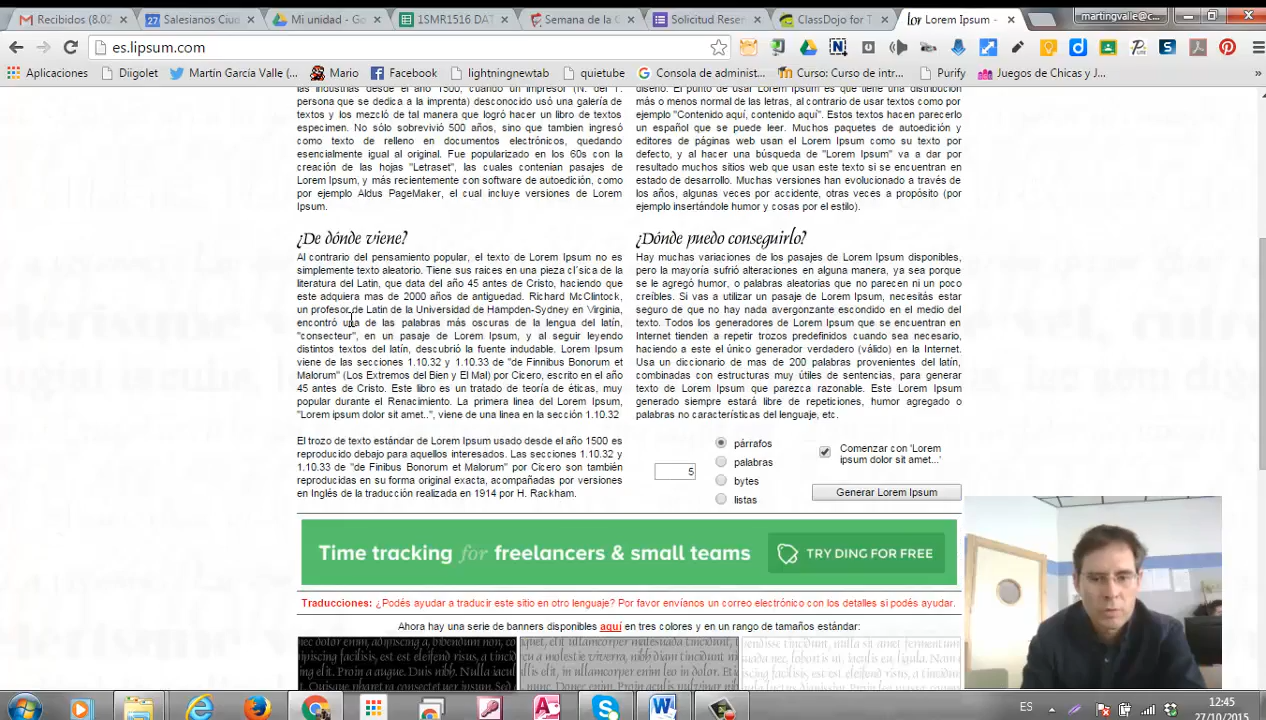 Recibidos (8.02
Salesianos Ciud
Mi unidad - Go
1SMR1516 DAT
Semana de la C
Solicitud Rese
ClassDojo for T
Lorem Ipsum -
martingvalle@c...
es.lipsum.com
Aplicaciones
Diigolet
Martín García Valle (...
Mario
Facebook
lightningnewtab
quietube
Consola de administ...
Curso: Curso de intr...
Purify
Juegos de Chicas y J...
»
las industrias desde el año 1500, cuando un impresor (N. del T.
persona que se dedica a la imprenta) desconocido usó una galería de
textos y los mezcló de tal manera que logró hacer un libro de textos
especimen. No sólo sobrevivió 500 años, sino que tambien ingresó
como texto de relleno en documentos electrónicos, quedando
esencialmente igual al original. Fue popularizado en los 60s con la
creación de las hojas "Letraset", las cuales contenian pasajes de
Lorem Ipsum, y más recientemente con software de autoedición, como
por ejemplo Aldus PageMaker, el cual incluye versiones de Lorem
Ipsum.
diseño. El punto de usar Lorem Ipsum es que tiene una distribución
más o menos normal de las letras, al contrario de usar textos como por
ejemplo "Contenido aquí, contenido aquí". Estos textos hacen parecerlo
un español que se puede leer. Muchos paquetes de autoedición y
editores de páginas web usan el Lorem Ipsum como su texto por
defecto, y al hacer una búsqueda de "Lorem Ipsum" va a dar por
resultado muchos sitios web que usan este texto si se encuentran en
estado de desarrollo. Muchas versiones han evolucionado a través de
los años, algunas veces por accidente, otras veces a propósito (por
ejemplo insertándole humor y cosas por el estilo).
¿De dónde viene?
Al contrario del pensamiento popular, el texto de Lorem Ipsum no es
simplemente texto aleatorio. Tiene sus raices en una pieza cl´sica de la
literatura del Latin, que data del año 45 antes de Cristo, haciendo que
este adquiera mas de 2000 años de antiguedad. Richard McClintock,
un profesor de Latin de la Universidad de Hampden-Sydney en Virginia,
encontró una de las palabras más oscuras de la lengua del latín,
"consecteur", en un pasaje de Lorem Ipsum, y al seguir leyendo
distintos textos del latín, descubrió la fuente indudable. Lorem Ipsum
viene de las secciones 1.10.32 y 1.10.33 de "de Finnibus Bonorum et
Malorum" (Los Extremos del Bien y El Mal) por Cicero, escrito en el año
45 antes de Cristo. Este libro es un tratado de teoría de éticas, muy
popular durante el Renacimiento. La primera linea del Lorem Ipsum,
"Lorem ipsum dolor sit amet..", viene de una linea en la sección 1.10.32
El trozo de texto estándar de Lorem Ipsum usado desde el año 1500 es
reproducido debajo para aquellos interesados. Las secciones 1.10.32 y
1.10.33 de "de Finibus Bonorum et Malorum" por Cicero son también
reproducidas en su forma original exacta, acompañadas por versiones
en Inglés de la traducción realizada en 1914 por H. Rackham.
¿Dónde puedo conseguirlo?
Hay muchas variaciones de los pasajes de Lorem Ipsum disponibles,
pero la mayoría sufrió alteraciones en alguna manera, ya sea porque
se le agregó humor, o palabras aleatorias que no parecen ni un poco
creíbles. Si vas a utilizar un pasaje de Lorem Ipsum, necesitás estar
seguro de que no hay nada avergonzante escondido en el medio del
texto. Todos los generadores de Lorem Ipsum que se encuentran en
Internet tienden a repetir trozos predefinidos cuando sea necesario,
haciendo a este el único generador verdadero (válido) en la Internet.
Usa un diccionario de mas de 200 palabras provenientes del latín,
combinadas con estructuras muy útiles de sentencias, para generar
texto de Lorem Ipsum que parezca razonable. Este Lorem Ipsum
generado siempre estará libre de repeticiones, humor agregado o
palabras no características del lenguaje, etc.
5
párrafos
palabras
bytes
listas
Comenzar con 'Lorem
ipsum dolor sit amet...'
Generar Lorem Ipsum
Time tracking for freelancers & small teams
TRY DING FOR FREE
Traducciones: ¿Podés ayudar a traducir este sitio en otro lenguaje? Por favor envíanos un correo electrónico con los detalles si podés ayudar.
Ahora hay una serie de banners disponibles aquí en tres colores y en un rango de tamaños estándar:
ES
12:45
27/10/2015